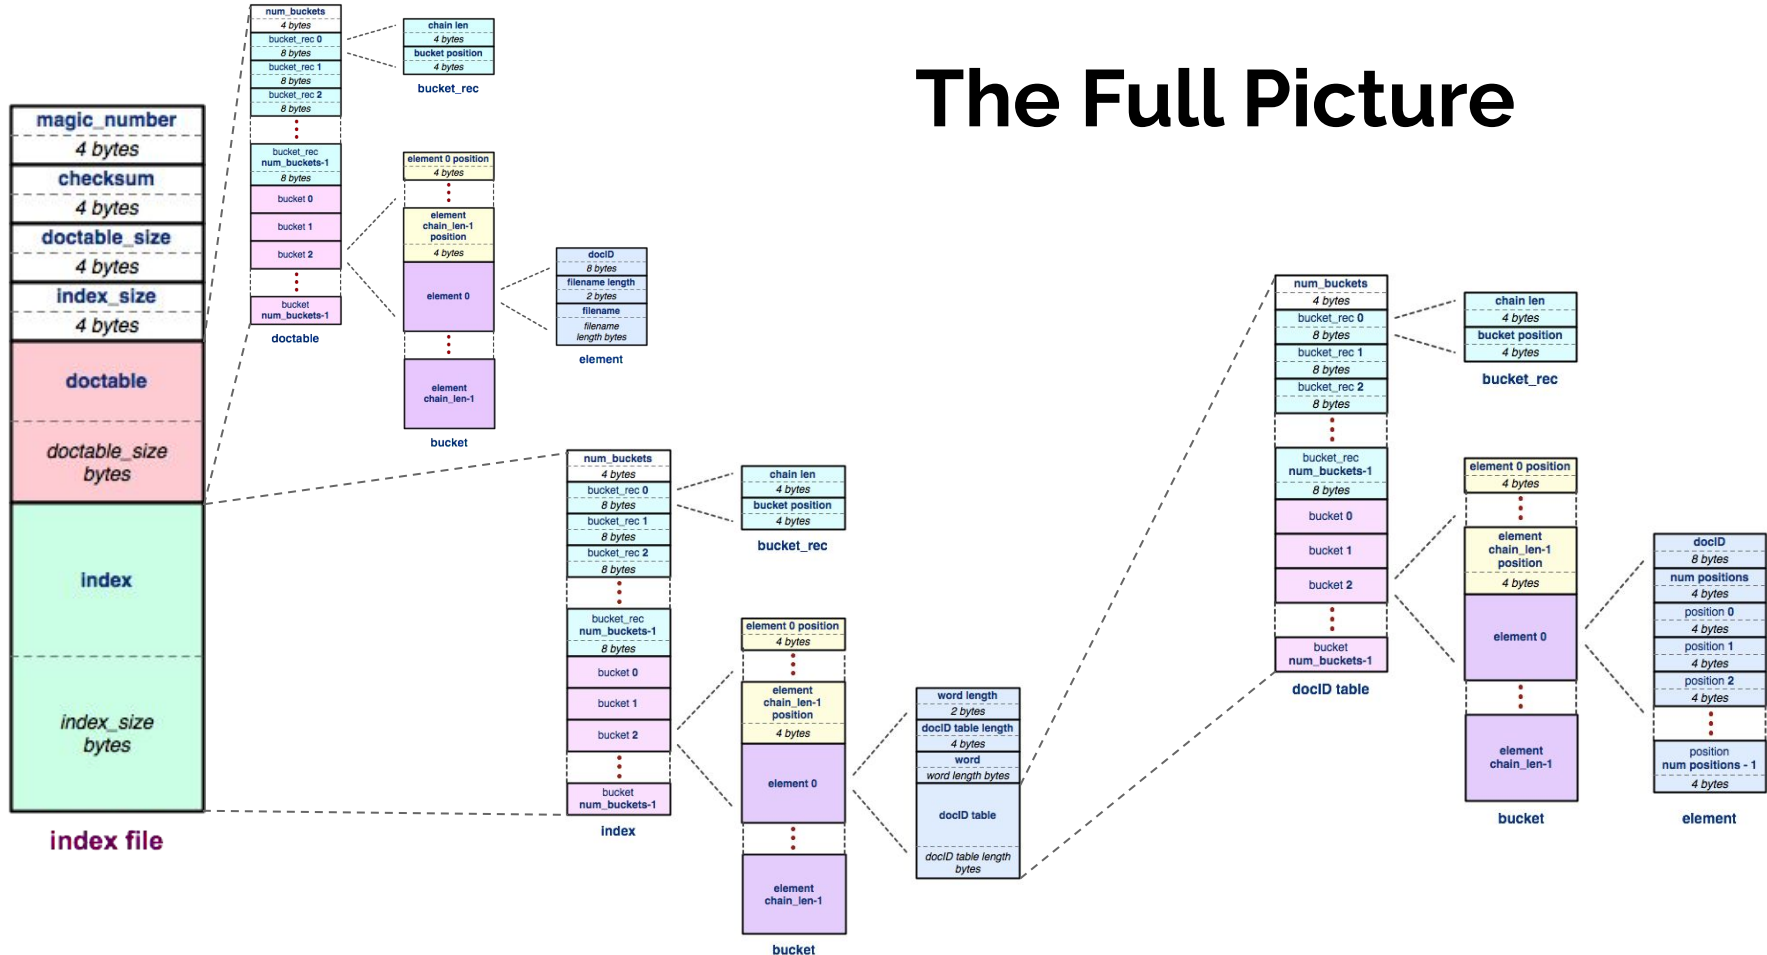 The Full Picture
magic_number
4 bytes
checksum
4 bytes
doctable_size
4 bytes
index_size
4 bytes
doctable
doctable_size
bytes
index
index_size
bytes
index file
num_buckets
4 bytes
bucket_rec 0
8 bytes
bucket_rec 1
8 bytes
bucket_rec 2
8 bytes
bucket_rec
num_buckets-1
8 bytes
bucket 0
bucket 1
bucket 2
bucket
num_buckets-1
doctable
chain len
4 bytes
bucket position
4 bytes
bucket_rec
element 0 position
4 bytes
element
chain_len-1
position
4 bytes
element 0
element
chain_len-1
bucket
docID
8 bytes
filename length
2 bytes
filename
filename
length bytes
element
num_buckets
4 bytes
bucket_rec 0
8 bytes
bucket_rec 1
8 bytes
bucket_rec 2
8 bytes
bucket_rec
num_buckets-1
8 bytes
bucket 0
bucket 1
bucket 2
bucket
num_buckets-1
index
chain len
4 bytes
bucket position
4 bytes
bucket_rec
element 0 position
4 bytes
element
chain_len-1
position
4 bytes
element 0
element
chain_len-1
bucket
word length
2 bytes
docID table length
4 bytes
word
word length bytes
docID table
docID table length
bytes
num_buckets
4 bytes
bucket_rec 0
8 bytes
bucket_rec 1
8 bytes
bucket_rec 2
8 bytes
bucket_rec
num_buckets-1
8 bytes
bucket 0
bucket 1
bucket 2
bucket
num_buckets-1
docID table
chain len
4 bytes
bucket position
4 bytes
bucket_rec
element 0 position
4 bytes
element
chain_len-1
position
4 bytes
element 0
element
chain_len-1
bucket
docID
8 bytes
num positions
4 bytes
position 0
4 bytes
position 1
4 bytes
position 2
4 bytes
position
num positions - 1
4 bytes
element